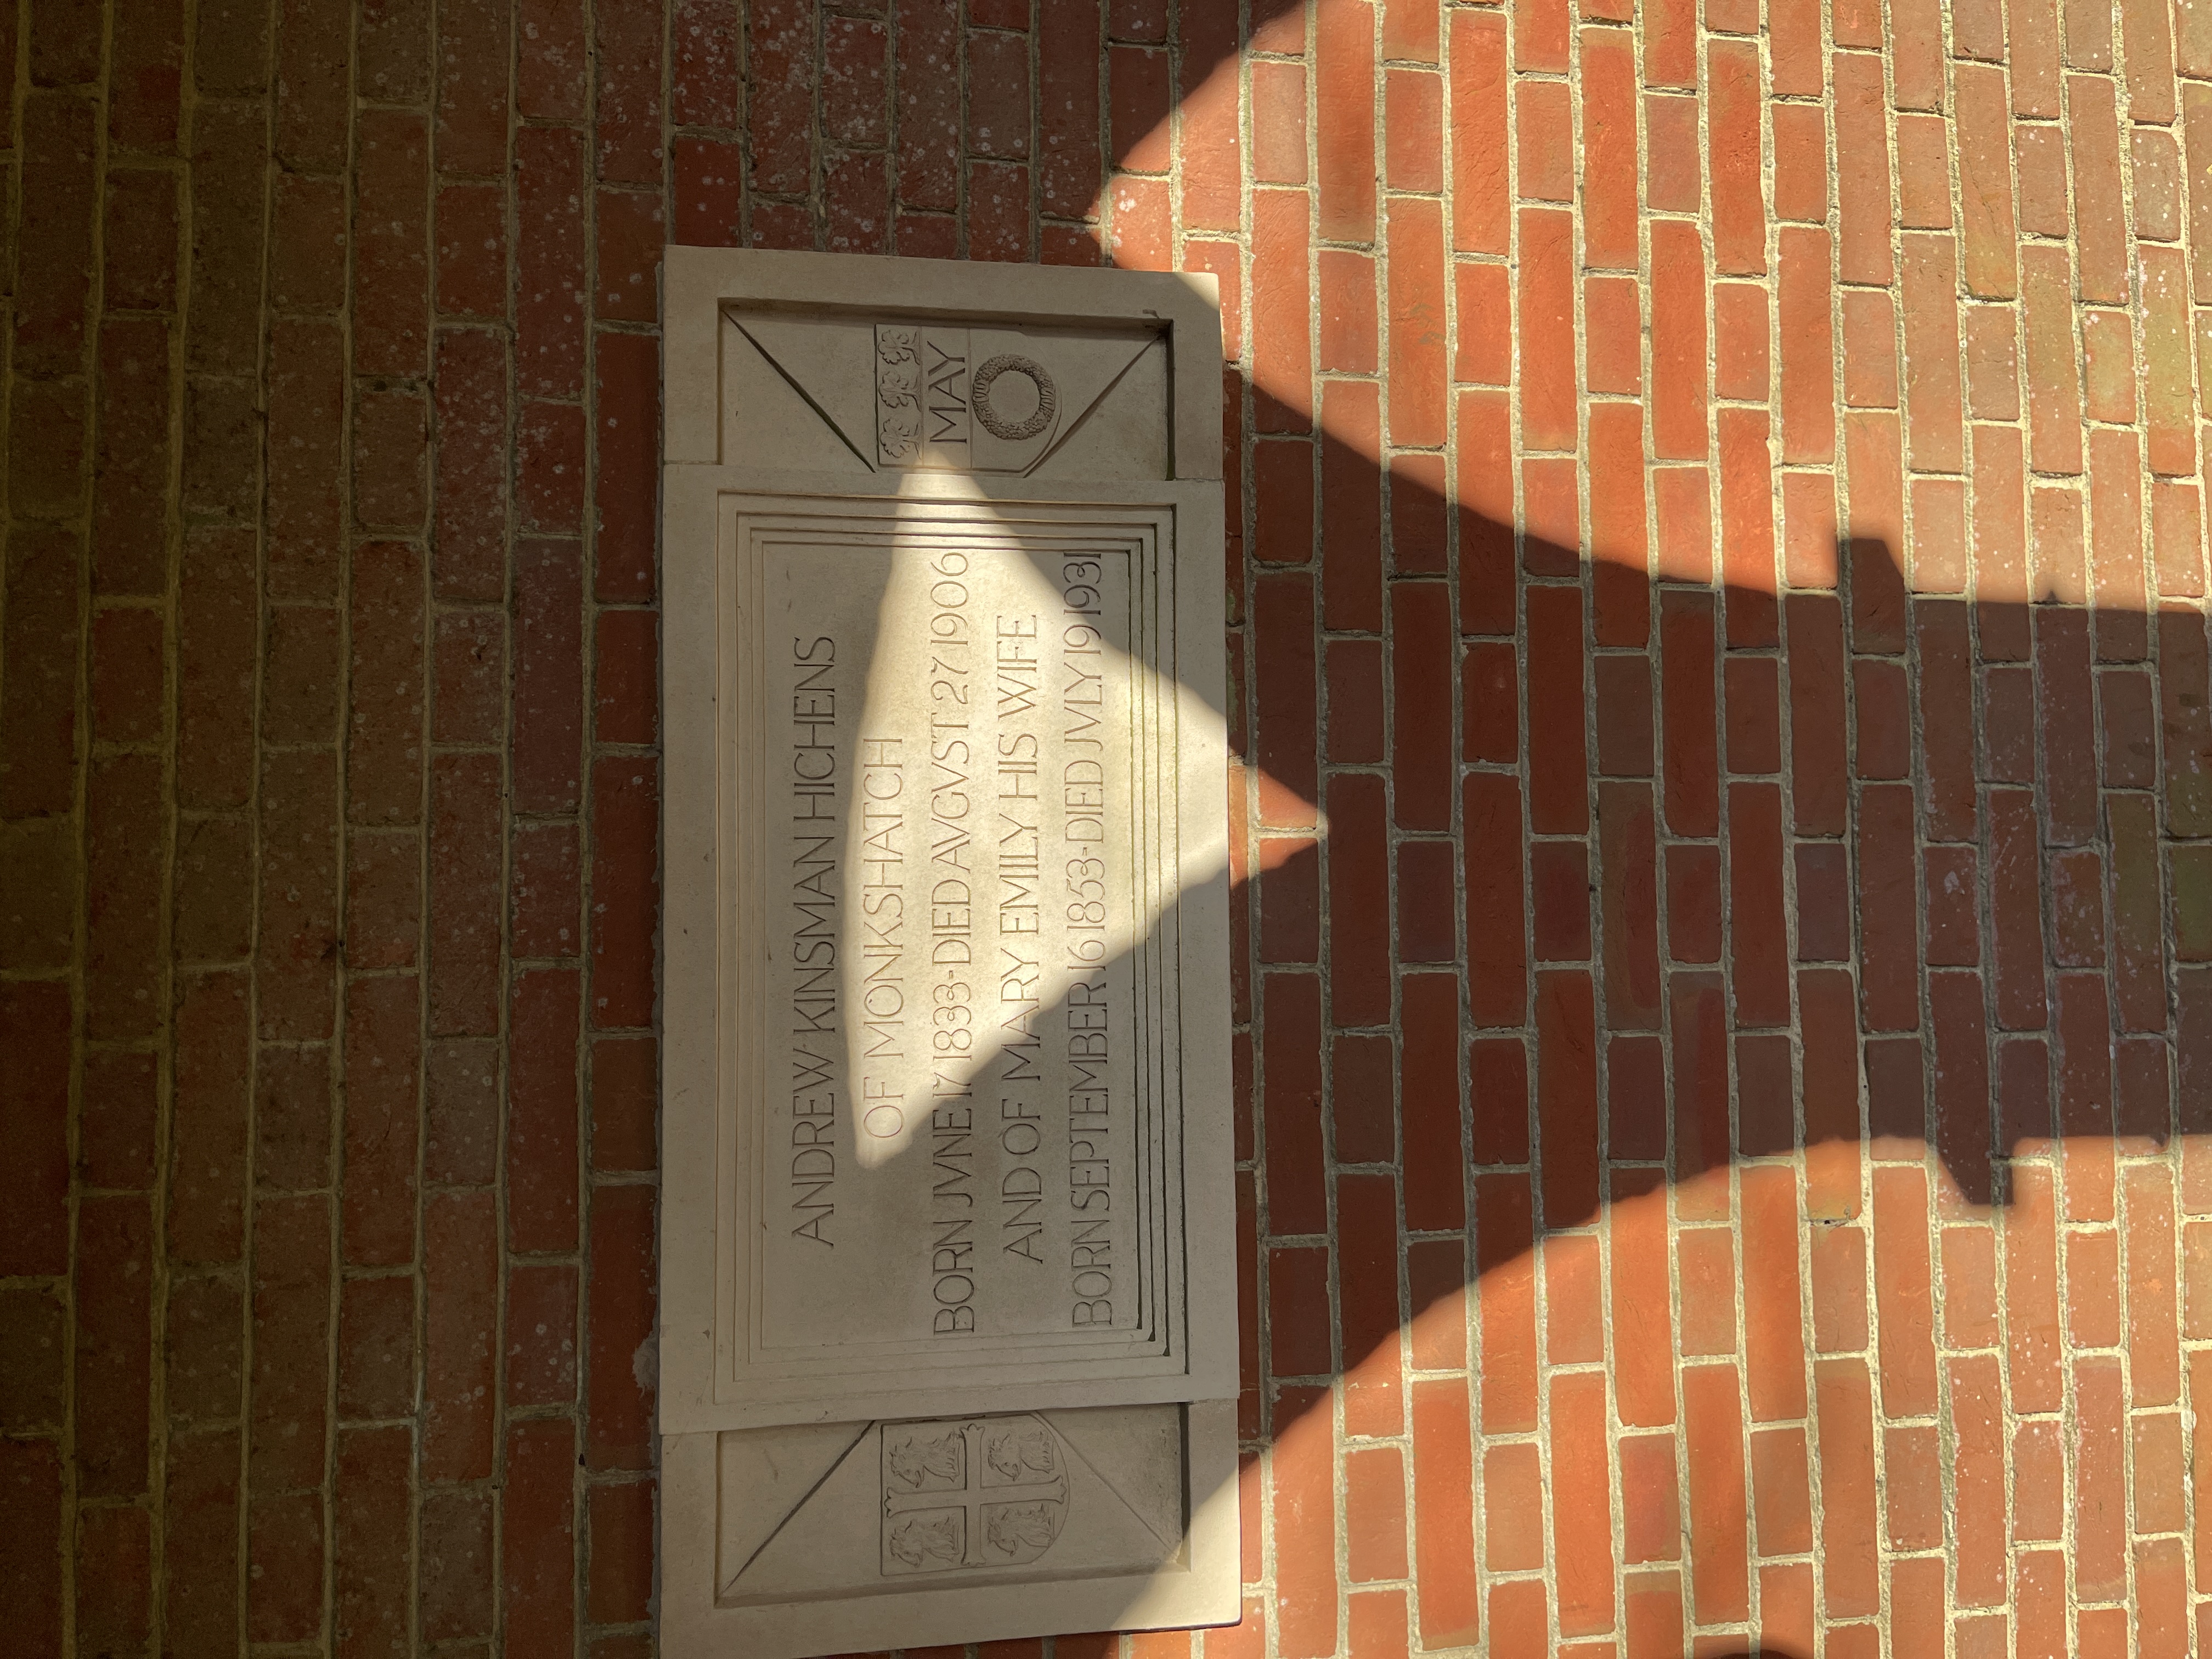 ANDREW KINSMAN HICHENS
OF MONKSHATCH
BORN JVNE 17 1833-DIED AVGVST 27 1906
AND OF MARY EMILY HIS WIFE
BORN SEPTEMBER 16 1853-DIED JVLY 19 1931
MAY